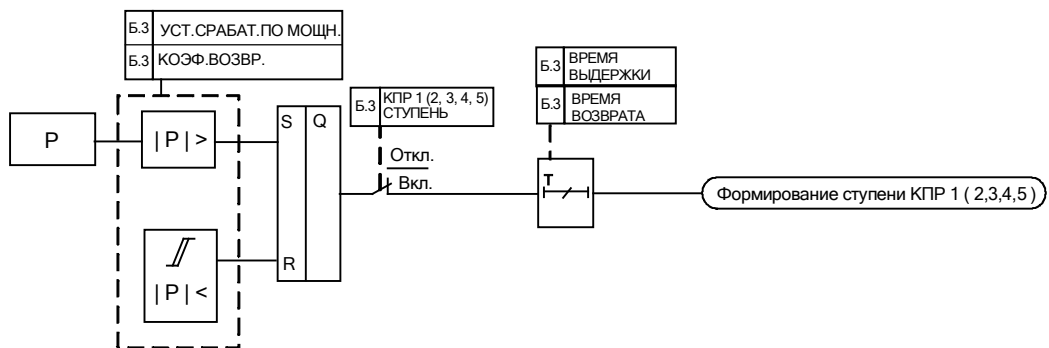 Б.3 УСТ.СРАБАТ.ПО МОЩН.
Б.3 КОЭФ.ВОЗВР.
Б.3 КПР 1 (2, 3, 4, 5)
СТУПЕНЬ
Б.3 ВРЕМЯ
ВЫДЕРЖКИ
Б.3 ВРЕМЯ
ВОЗВРАТА
P
| P | >
S Q
Откл.
Вкл.
T
Формирование ступени КПР 1 ( 2,3,4,5 )
R
| P | <